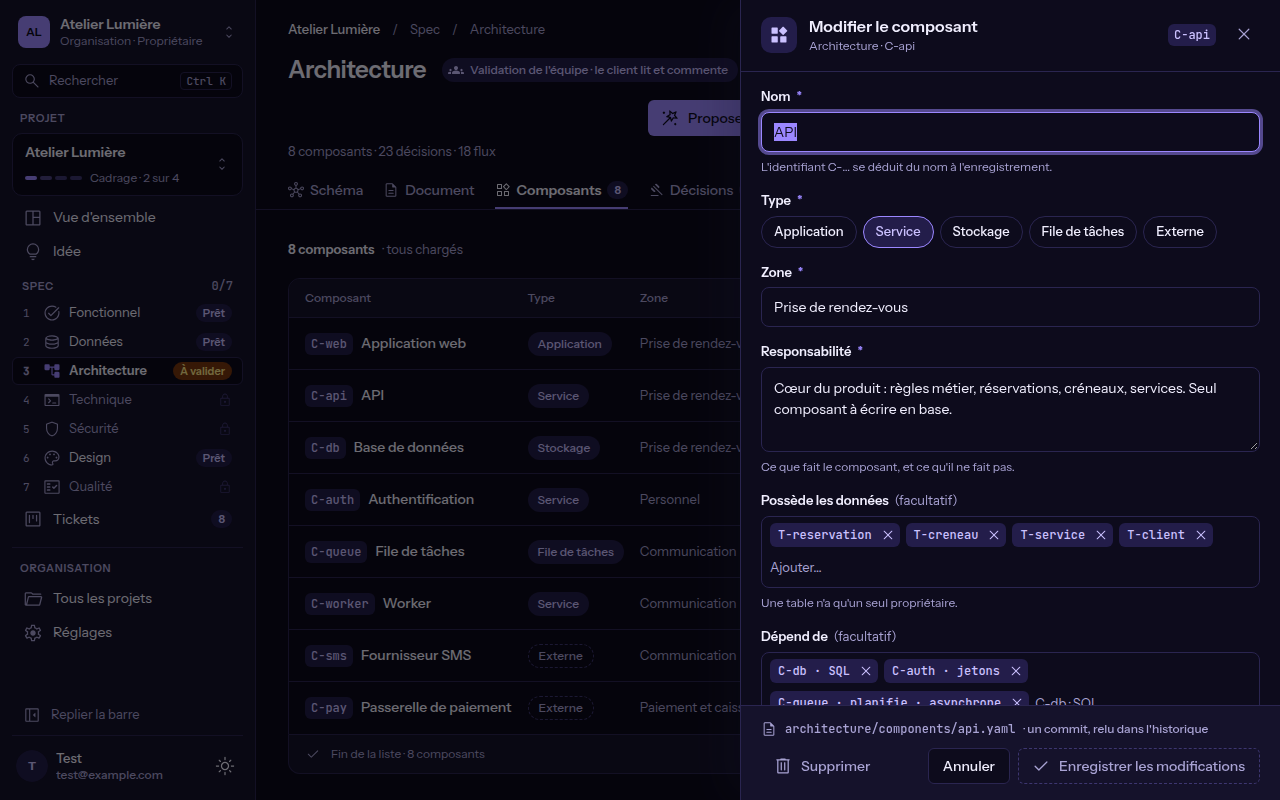 AL
Atelier Lumière
Organisation · Propriétaire
Rechercher
Ctrl K
PROJET
Atelier Lumière
Cadrage · 2 sur 4
Vue d'ensemble
Idée
SPEC 0/7
1 Fonctionnel Prêt
2 Données Prêt
3 Architecture À valider
4 Technique
5 Sécurité
6 Design Prêt
7 Qualité
Tickets 8
ORGANISATION
Tous les projets
Réglages
Replier la barre
T
Test
test@example.com
Atelier Lumière / Spec / Architecture
Architecture
Validation de l'équipe · le client lit et commente
Propose
8 composants · 23 décisions · 18 flux
Schéma
Document
Composants 8
Décisions
8 composants · tous chargés
Composant Type Zone
C-web Application web Application Prise de rendez-v
C-api API Service Prise de rendez-v
C-db Base de données Stockage Prise de rendez-v
C-auth Authentification Service Personnel
C-queue File de tâches File de tâches Communication
C-worker Worker Service Communication
C-sms Fournisseur SMS Externe Communication
C-pay Passerelle de paiement Externe Paiement et cais
Fin de la liste · 8 composants
Modifier le composant
Architecture · C-api
C-api
Nom *
API
L'identifiant C-… se déduit du nom à l'enregistrement.
Type *
Application Service Stockage File de tâches Externe
Zone *
Prise de rendez-vous
Responsabilité *
Cœur du produit : règles métier, réservations, créneaux, services. Seul
composant à écrire en base.
Ce que fait le composant, et ce qu'il ne fait pas.
Possède les données (facultatif)
T-reservation T-creneau T-service T-client
Ajouter…
Une table n'a qu'un seul propriétaire.
Dépend de (facultatif)
C-db · SQL C-auth · jetons
C-queue · planifie · asynchrone C-db:SQL
architecture/components/api.yaml · un commit, relu dans l'historique
Supprimer
Annuler
Enregistrer les modifications